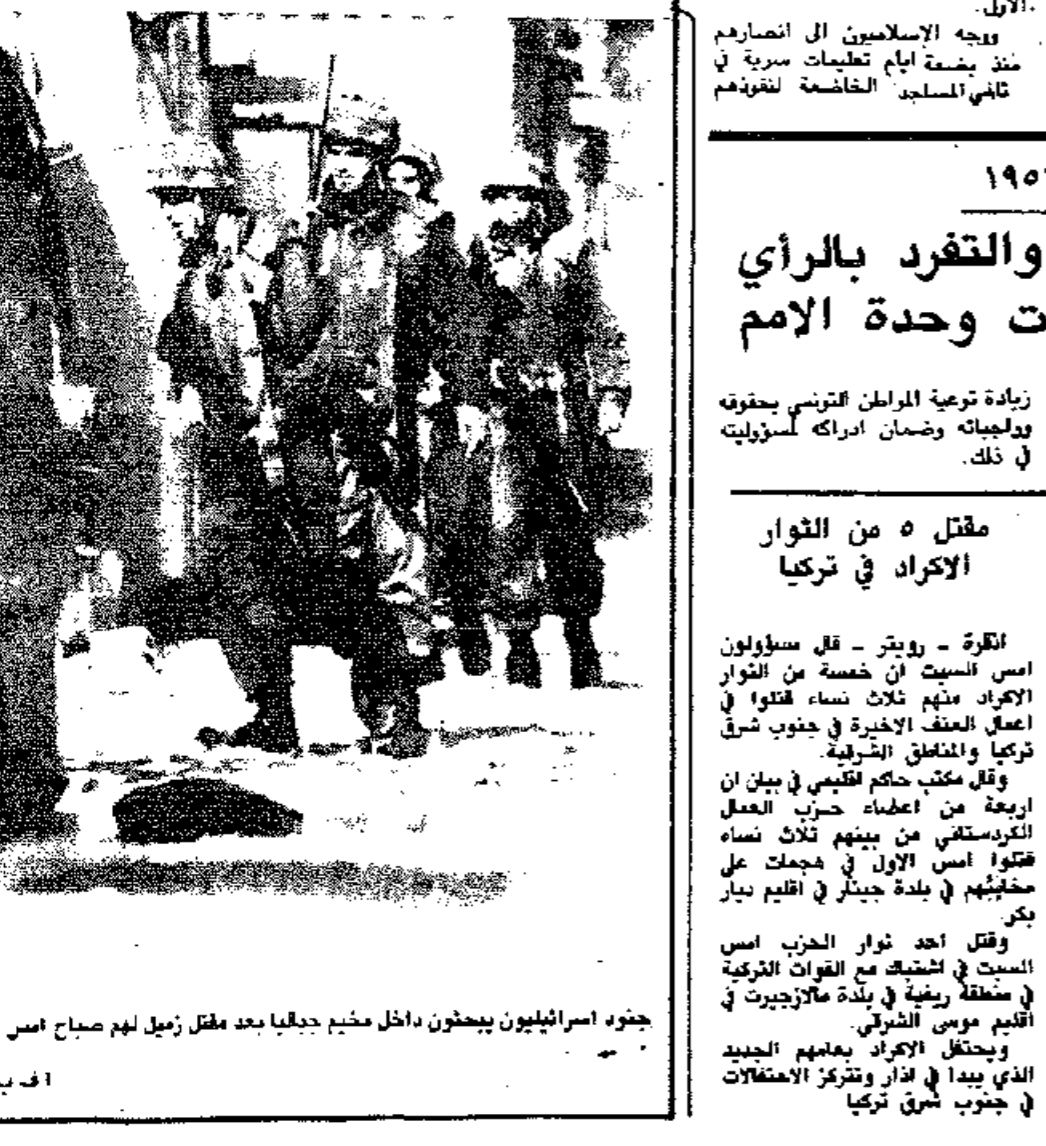 الأول.
ووجه الإسلاميون الى انصارهم
منذ بضعة ايام تعليمات سرية في
المساجد الخاضعة لنفوذهم
والتفرد بالرأي
ت وحدة الامم
زيادة توعية المواطن التونسي بحقوقه
وواجباته وضمان ادراكه لمسؤوليته
في ذلك.
مقتل ٥ من الثوار
الاكراد في تركيا
انقرة - رويتر - قال مسؤولون
امس السبت ان خمسة من الثوار
الاكراد منهم ثلاث نساء قتلوا في
اعمال العنف الاخيرة في جنوب شرق
تركيا والمناطق الشرقية.
وقال مكتب حاكم اقليمي في بيان ان
اربعة من اعضاء حزب العمال
الكردستاني من بينهم ثلاث نساء
قتلوا امس الاول في هجمات على
مخابئهم في بلدة جينار في اقليم ديار
بكر.
وقتل احد ثوار الحزب امس
السبت في اشتباك مع القوات التركية
في منطقة ريفية في بلدة مالازجيرت في
اقليم موسى الشرقي.
ويحتفل الاكراد بعامهم الجديد
الذي يبدا في اذار وتتركز الاحتفالات
في جنوب شرق تركيا
جنود اسرائيليون يبحثون داخل مخيم جباليا بعد مقتل زميل لهم صباح امس